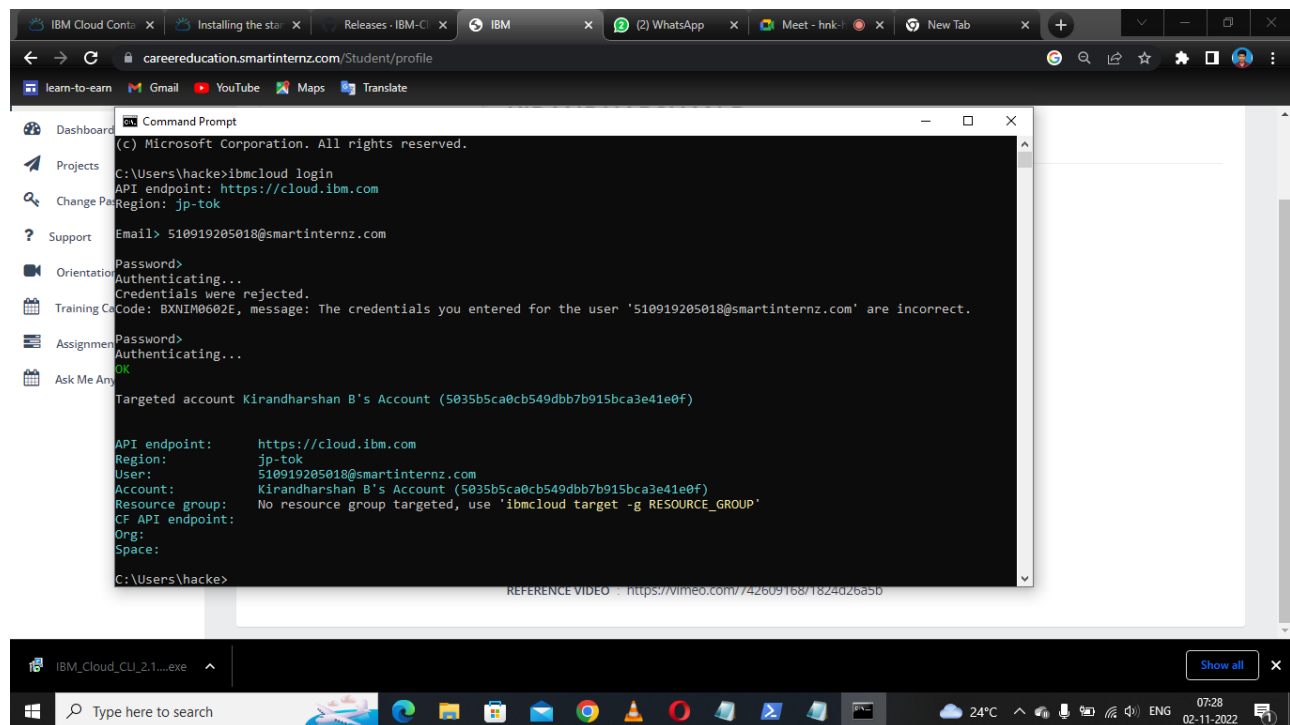 IBM Cloud Conta
Installing the star
Releases · IBM-Cl
IBM
(2) WhatsApp
Meet - hnk-h
New Tab
careereducation.smartinternz.com/Student/profile
learn-to-earn
Gmail
YouTube
Maps
Translate
Dashboard
Projects
Change Pas
Support
Orientation
Training Ca
Assignmen
Ask Me Any
Command Prompt
(c) Microsoft Corporation. All rights reserved.
C:\Users\hacke>ibmcloud login
API endpoint: https://cloud.ibm.com
Region: jp-tok
Email> 510919205018@smartinternz.com
Password>
Authenticating...
Credentials were rejected.
Code: BXNIM0602E, message: The credentials you entered for the user '510919205018@smartinternz.com' are incorrect.
Password>
Authenticating...
OK
Targeted account Kirandharshan B's Account (5035b5ca0cb549dbb7b915bca3e41e0f)
API endpoint: https://cloud.ibm.com
Region: jp-tok
User: 510919205018@smartinternz.com
Account: Kirandharshan B's Account (5035b5ca0cb549dbb7b915bca3e41e0f)
Resource group: No resource group targeted, use 'ibmcloud target -g RESOURCE_GROUP'
CF API endpoint:
Org:
Space:
C:\Users\hacke>
REFERENCE VIDEO : https://vimeo.com/742609168/1824d26a5b
IBM_Cloud_CLI_2.1....exe
Show all
Type here to search
24°C
ENG
07:28
02-11-2022